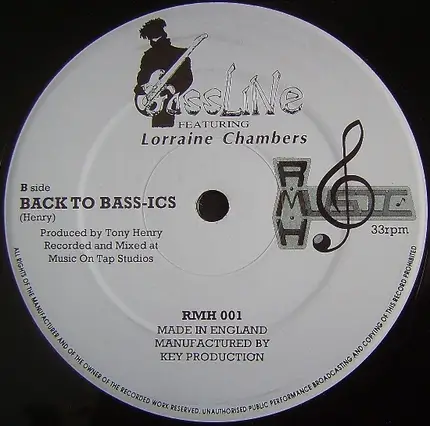 BassLiNe
FEATURING
Lorraine Chambers
B side
BACK TO BASS-ICS
(Henry)
Produced by Tony Henry
Recorded and Mixed at
Music On Tap Studios
RMH
MUSIC
33rpm
RMH 001
MADE IN ENGLAND
MANUFACTURED BY
KEY PRODUCTION
ALL RIGHTS OF THE MANUFACTURER AND OF THE OWNER OF THE RECORDED WORK RESERVED, UNAUTHORISED PUBLIC PERFORMANCE BROADCASTING AND COPYING OF THIS RECORD PROHIBITED